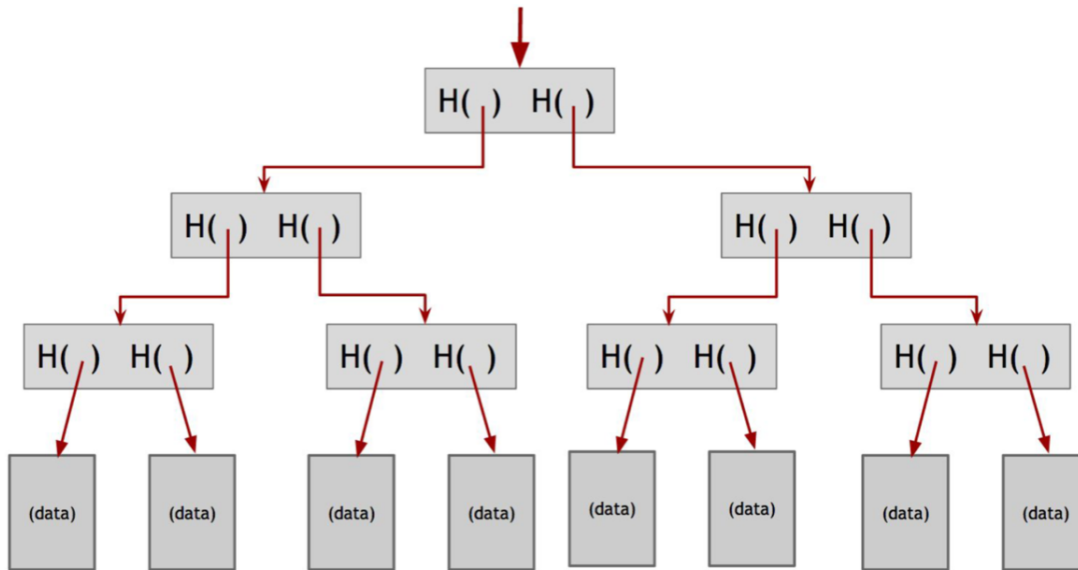 H( ) H( )
H( ) H( ) H( ) H( )
H( ) H( ) H( ) H( ) H( ) H( ) H( ) H( )
(data) (data) (data) (data) (data) (data) (data) (data)